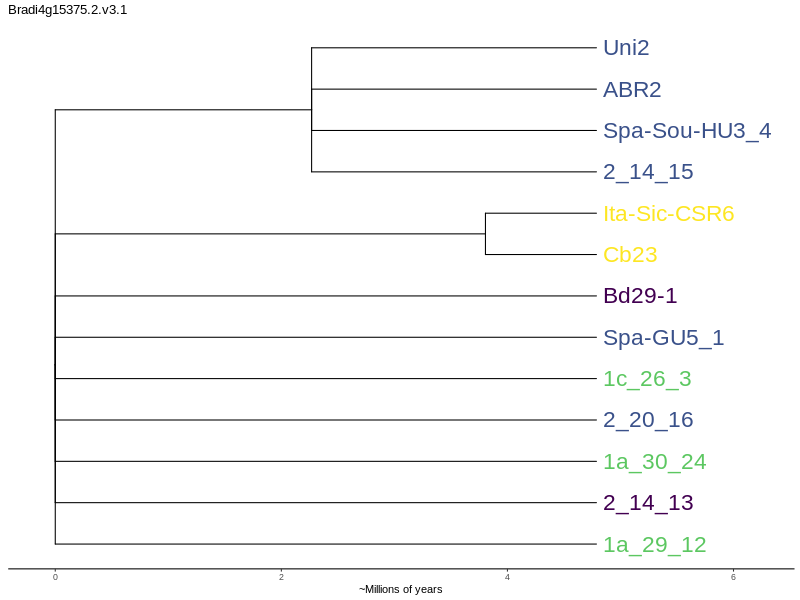 Bradi4g15375.2.v3.1
Uni2
ABR2
Spa-Sou-HU3_4
2_14_15
Ita-Sic-CSR6
Cb23
Bd29-1
Spa-GU5_1
1c_26_3
2_20_16
1a_30_24
2_14_13
1a_29_12
0 2 4 6
~Millions of years